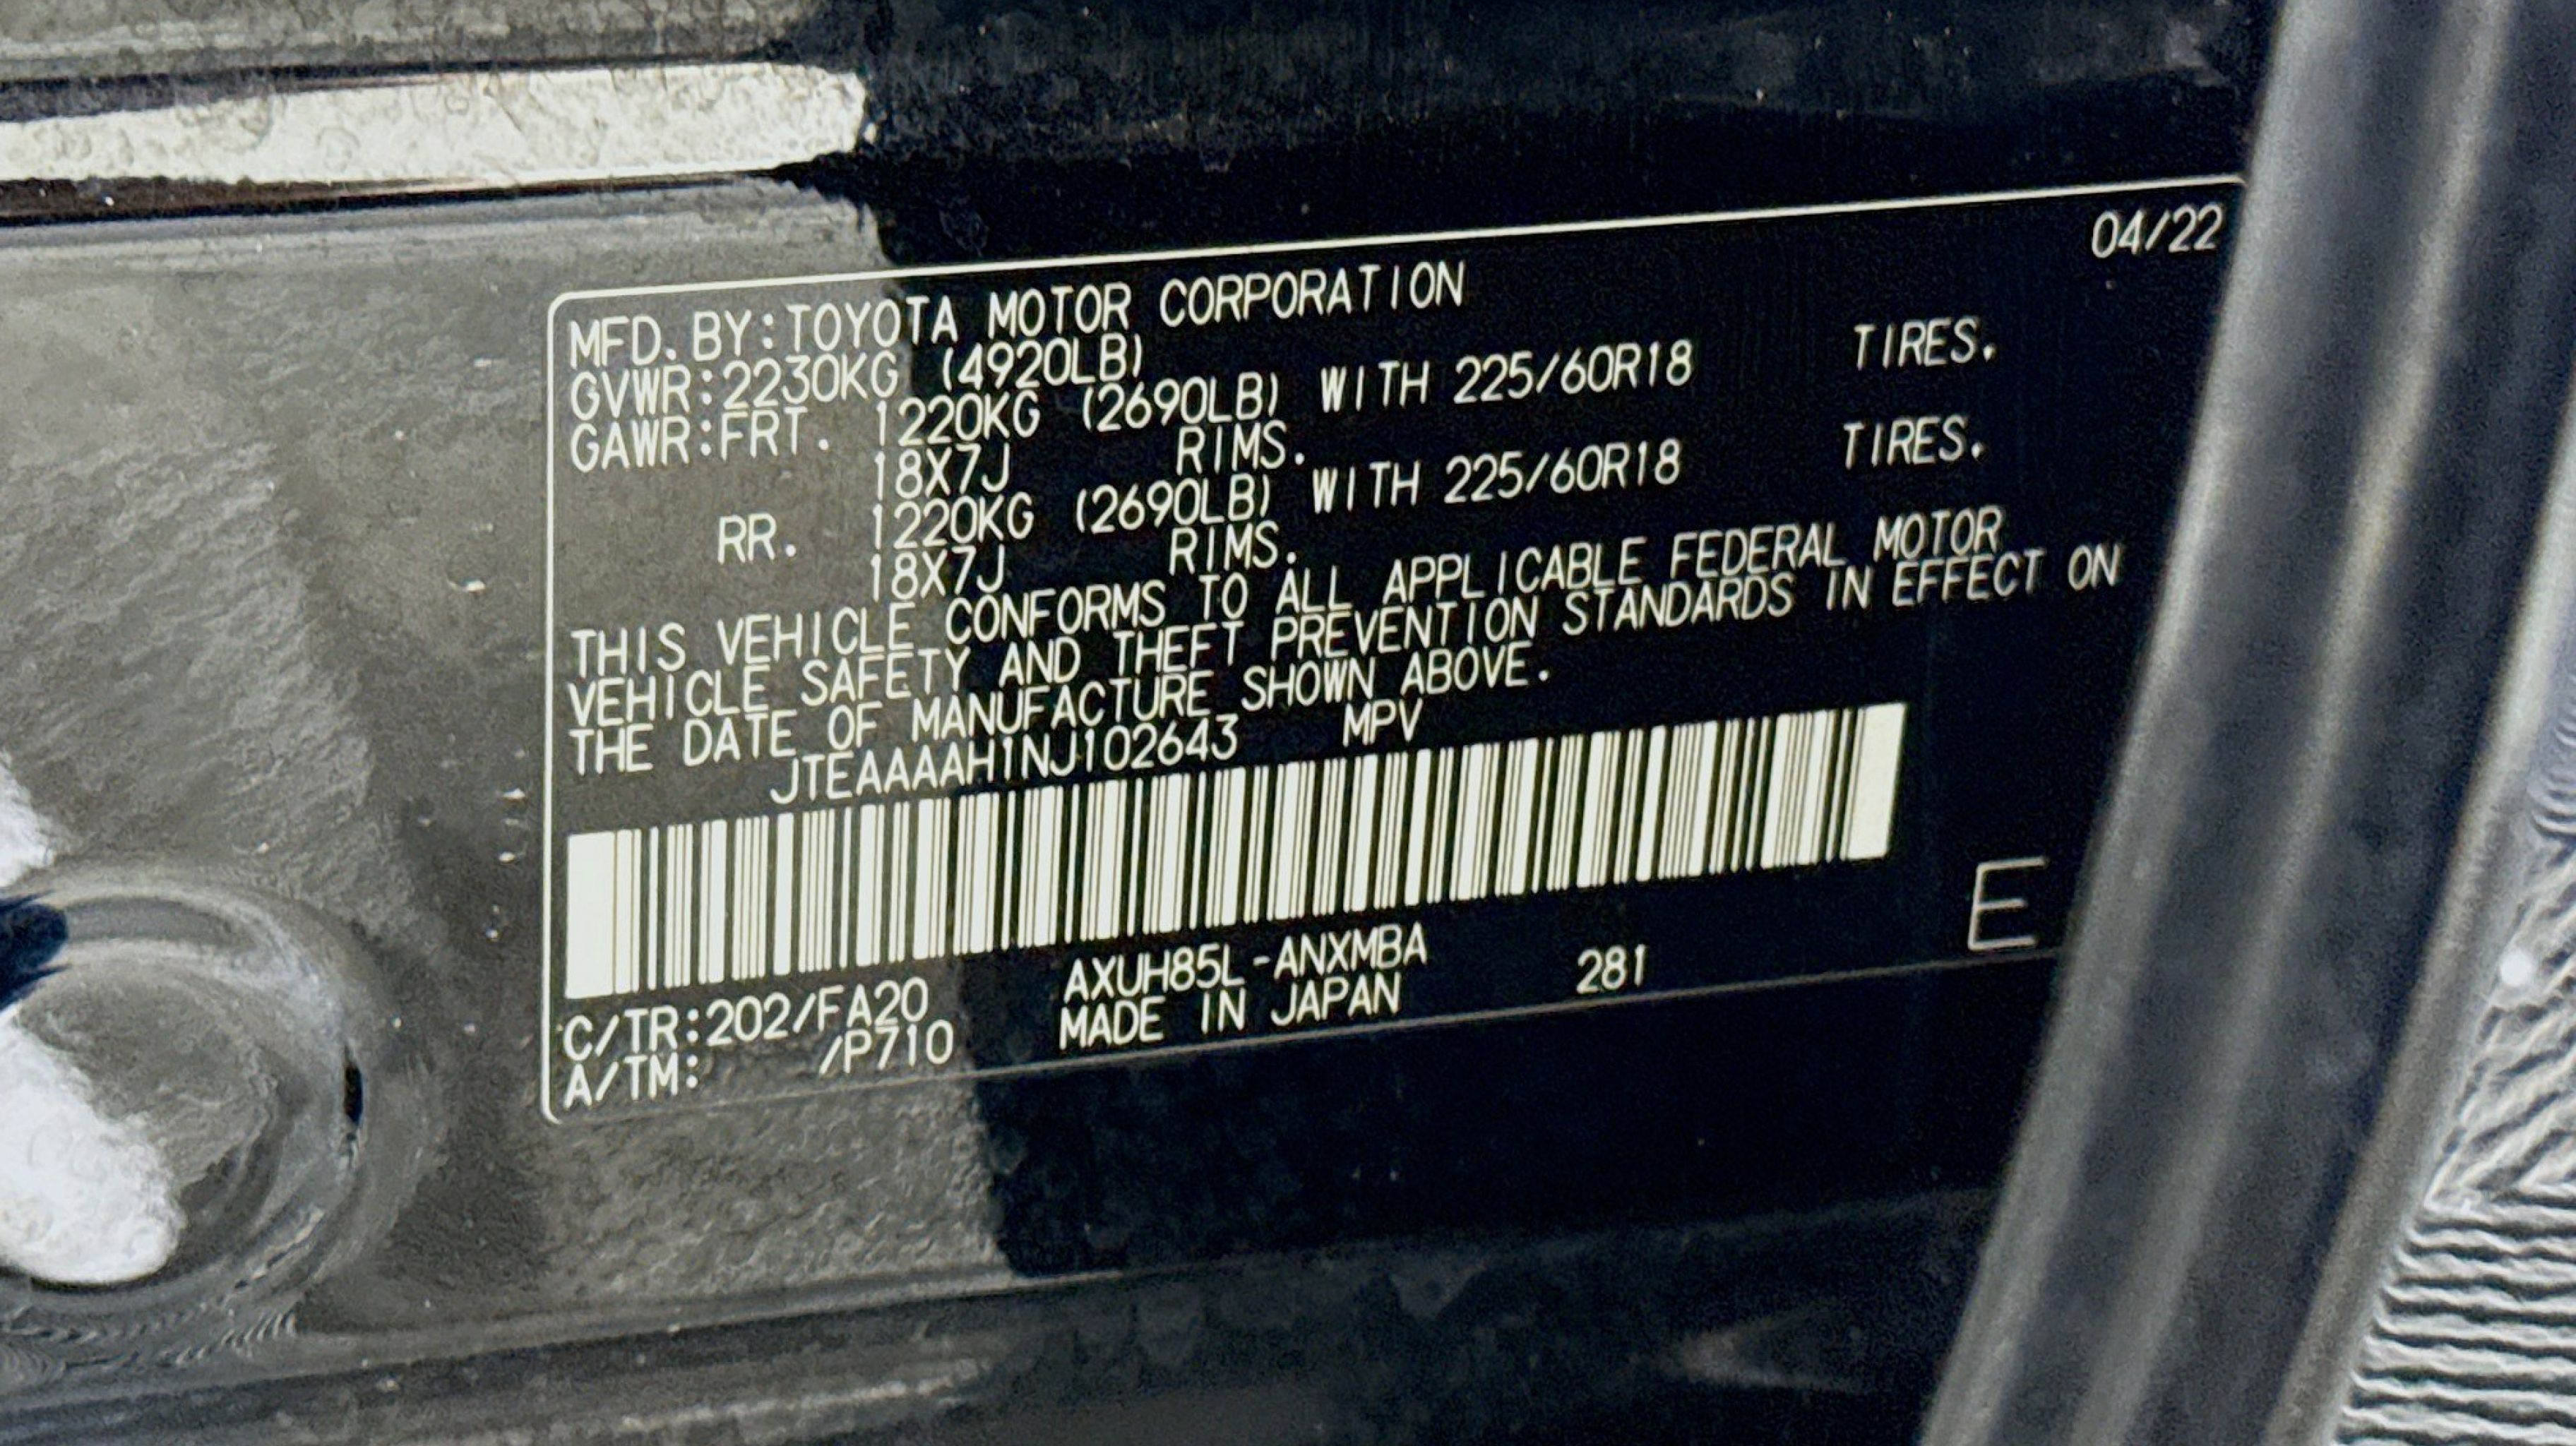 04/22
MFD.BY:TOYOTA MOTOR CORPORATION
GVWR:2230KG (4920LB)
GAWR:FRT. 1220KG (2690LB) WITH 225/60R18 TIRES.
18X7J RIMS.
RR. 1220KG (2690LB) WITH 225/60R18 TIRES.
18X7J RIMS.
THIS VEHICLE CONFORMS TO ALL APPLICABLE FEDERAL MOTOR
VEHICLE SAFETY AND THEFT PREVENTION STANDARDS IN EFFECT ON
THE DATE OF MANUFACTURE SHOWN ABOVE.
JTEAAAAH1NJ102643 MPV
E
C/TR:202/FA20 AXUH85L-ANXMBA 281
A/TM: /P710 MADE IN JAPAN